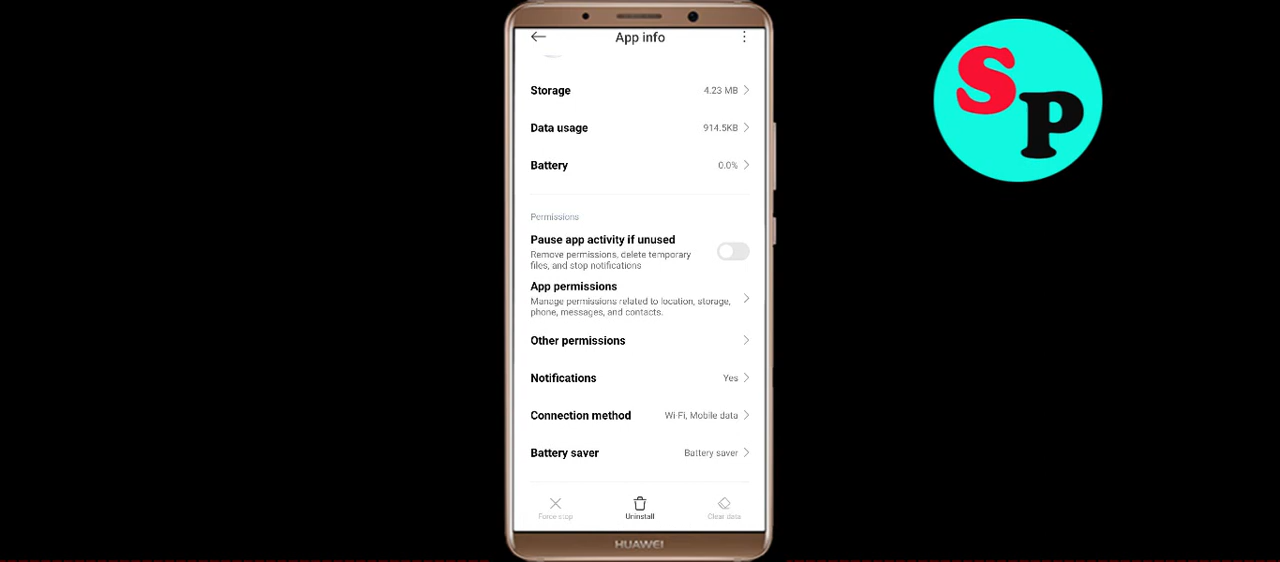 App info
Storage 4.23 MB
Data usage 914.5KB
Battery 0.0%
Permissions
Pause app activity if unused
Remove permissions, delete temporary
files, and stop notifications
App permissions
Manage permissions related to location, storage,
phone, messages, and contacts.
Other permissions
Notifications Yes
Connection method Wi-Fi, Mobile data
Battery saver Battery saver
Force stop Uninstall Clear data
HUAWEI
SP